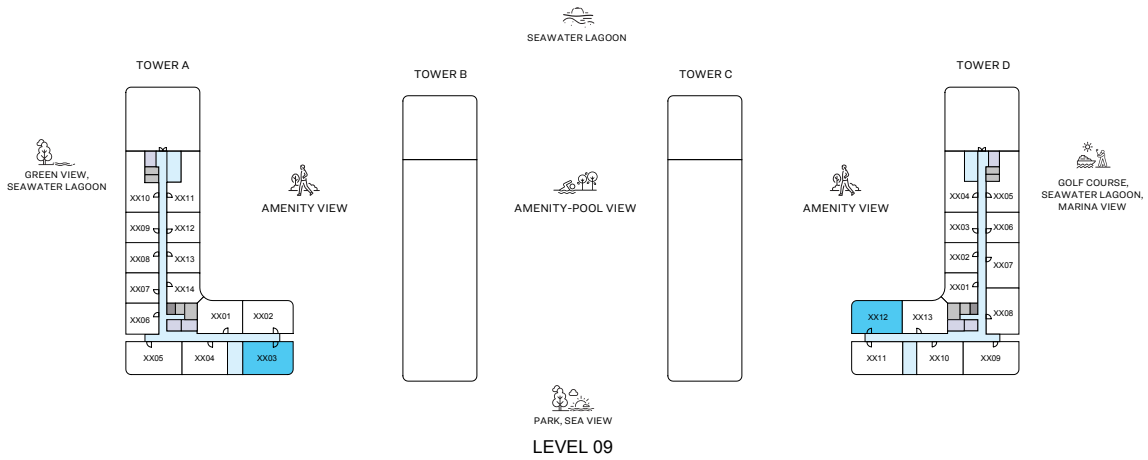 SEAWATER LAGOON
TOWER A
TOWER B
TOWER C
TOWER D
GREEN VIEW,
SEAWATER LAGOON
AMENITY VIEW
AMENITY-POOL VIEW
AMENITY VIEW
GOLF COURSE,
SEAWATER LAGOON,
MARINA VIEW
XX10 XX11
XX09 XX12
XX08 XX13
XX07 XX14
XX06 XX01 XX02
XX05 XX04 XX03
XX04 XX05
XX03 XX06
XX02 XX07
XX01
XX12 XX13 XX08
XX11 XX10 XX09
PARK, SEA VIEW
LEVEL 09